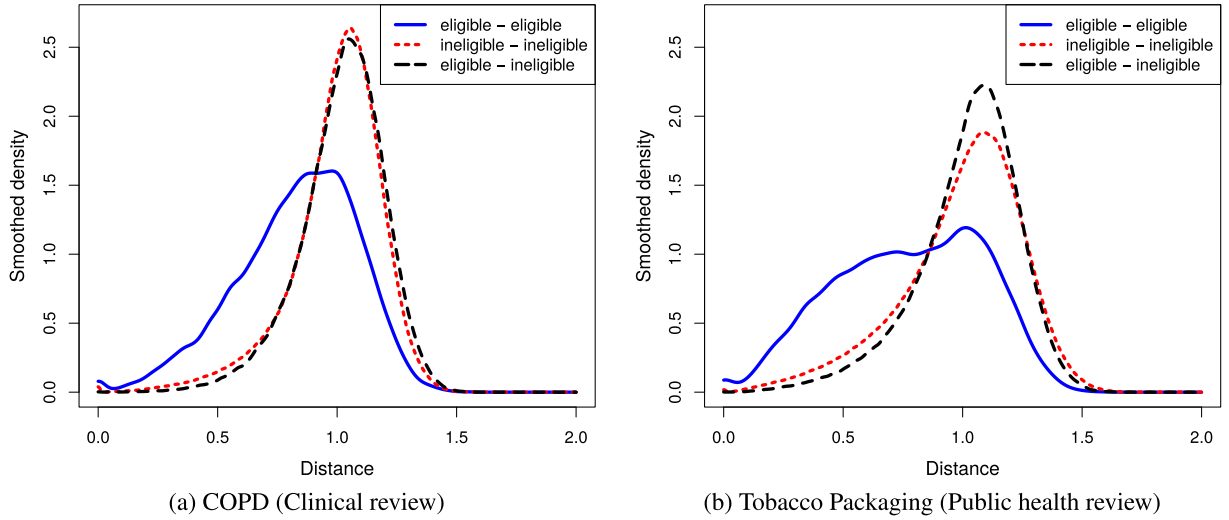 eligible − eligible
ineligible − ineligible
eligible − ineligible
Smoothed density
0.0 0.5 1.0 1.5 2.0 2.5
0.0 0.5 1.0 1.5 2.0
Distance
(a) COPD (Clinical review)
eligible − eligible
ineligible − ineligible
eligible − ineligible
Smoothed density
0.0 0.5 1.0 1.5 2.0 2.5
0.0 0.5 1.0 1.5 2.0
Distance
(b) Tobacco Packaging (Public health review)